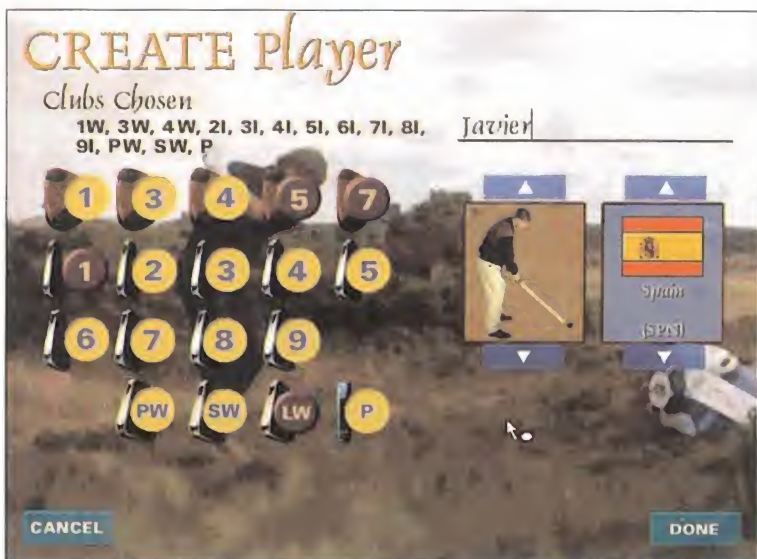 CREATE Player
Clubs Chosen
1W, 3W, 4W, 2I, 3I, 4I, 5I, 6I, 7I, 8I,
9I, PW, SW, P
Javier
1 3 4 5 7
1 2 3 4 5
6 7 8 9
PW SW LW P
Spain
(SPN)
CANCEL
DONE